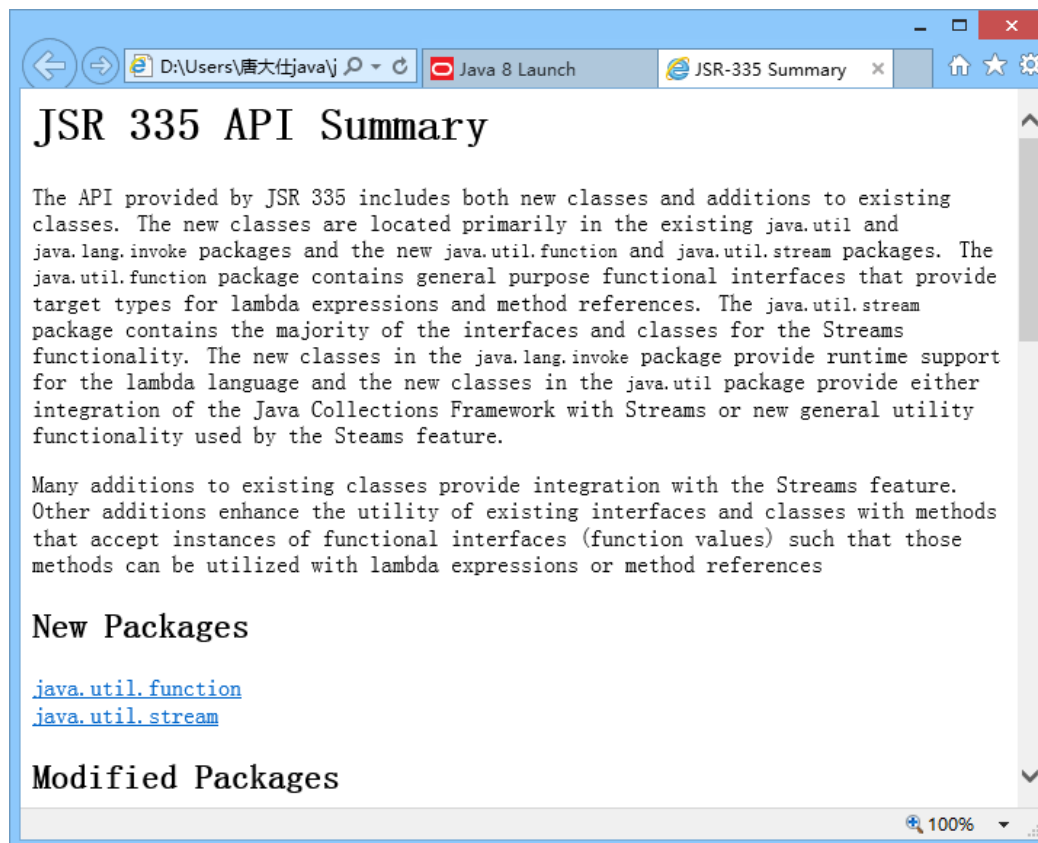 D:\Users\唐大仕java\j
Java 8 Launch
JSR-335 Summary
JSR 335 API Summary
The API provided by JSR 335 includes both new classes and additions to existing
classes. The new classes are located primarily in the existing java.util and
java.lang.invoke packages and the new java.util.function and java.util.stream packages. The
java.util.function package contains general purpose functional interfaces that provide
target types for lambda expressions and method references. The java.util.stream
package contains the majority of the interfaces and classes for the Streams
functionality. The new classes in the java.lang.invoke package provide runtime support
for the lambda language and the new classes in the java.util package provide either
integration of the Java Collections Framework with Streams or new general utility
functionality used by the Steams feature.
Many additions to existing classes provide integration with the Streams feature.
Other additions enhance the utility of existing interfaces and classes with methods
that accept instances of functional interfaces (function values) such that those
methods can be utilized with lambda expressions or method references
New Packages
java.util.function
java.util.stream
Modified Packages
100%